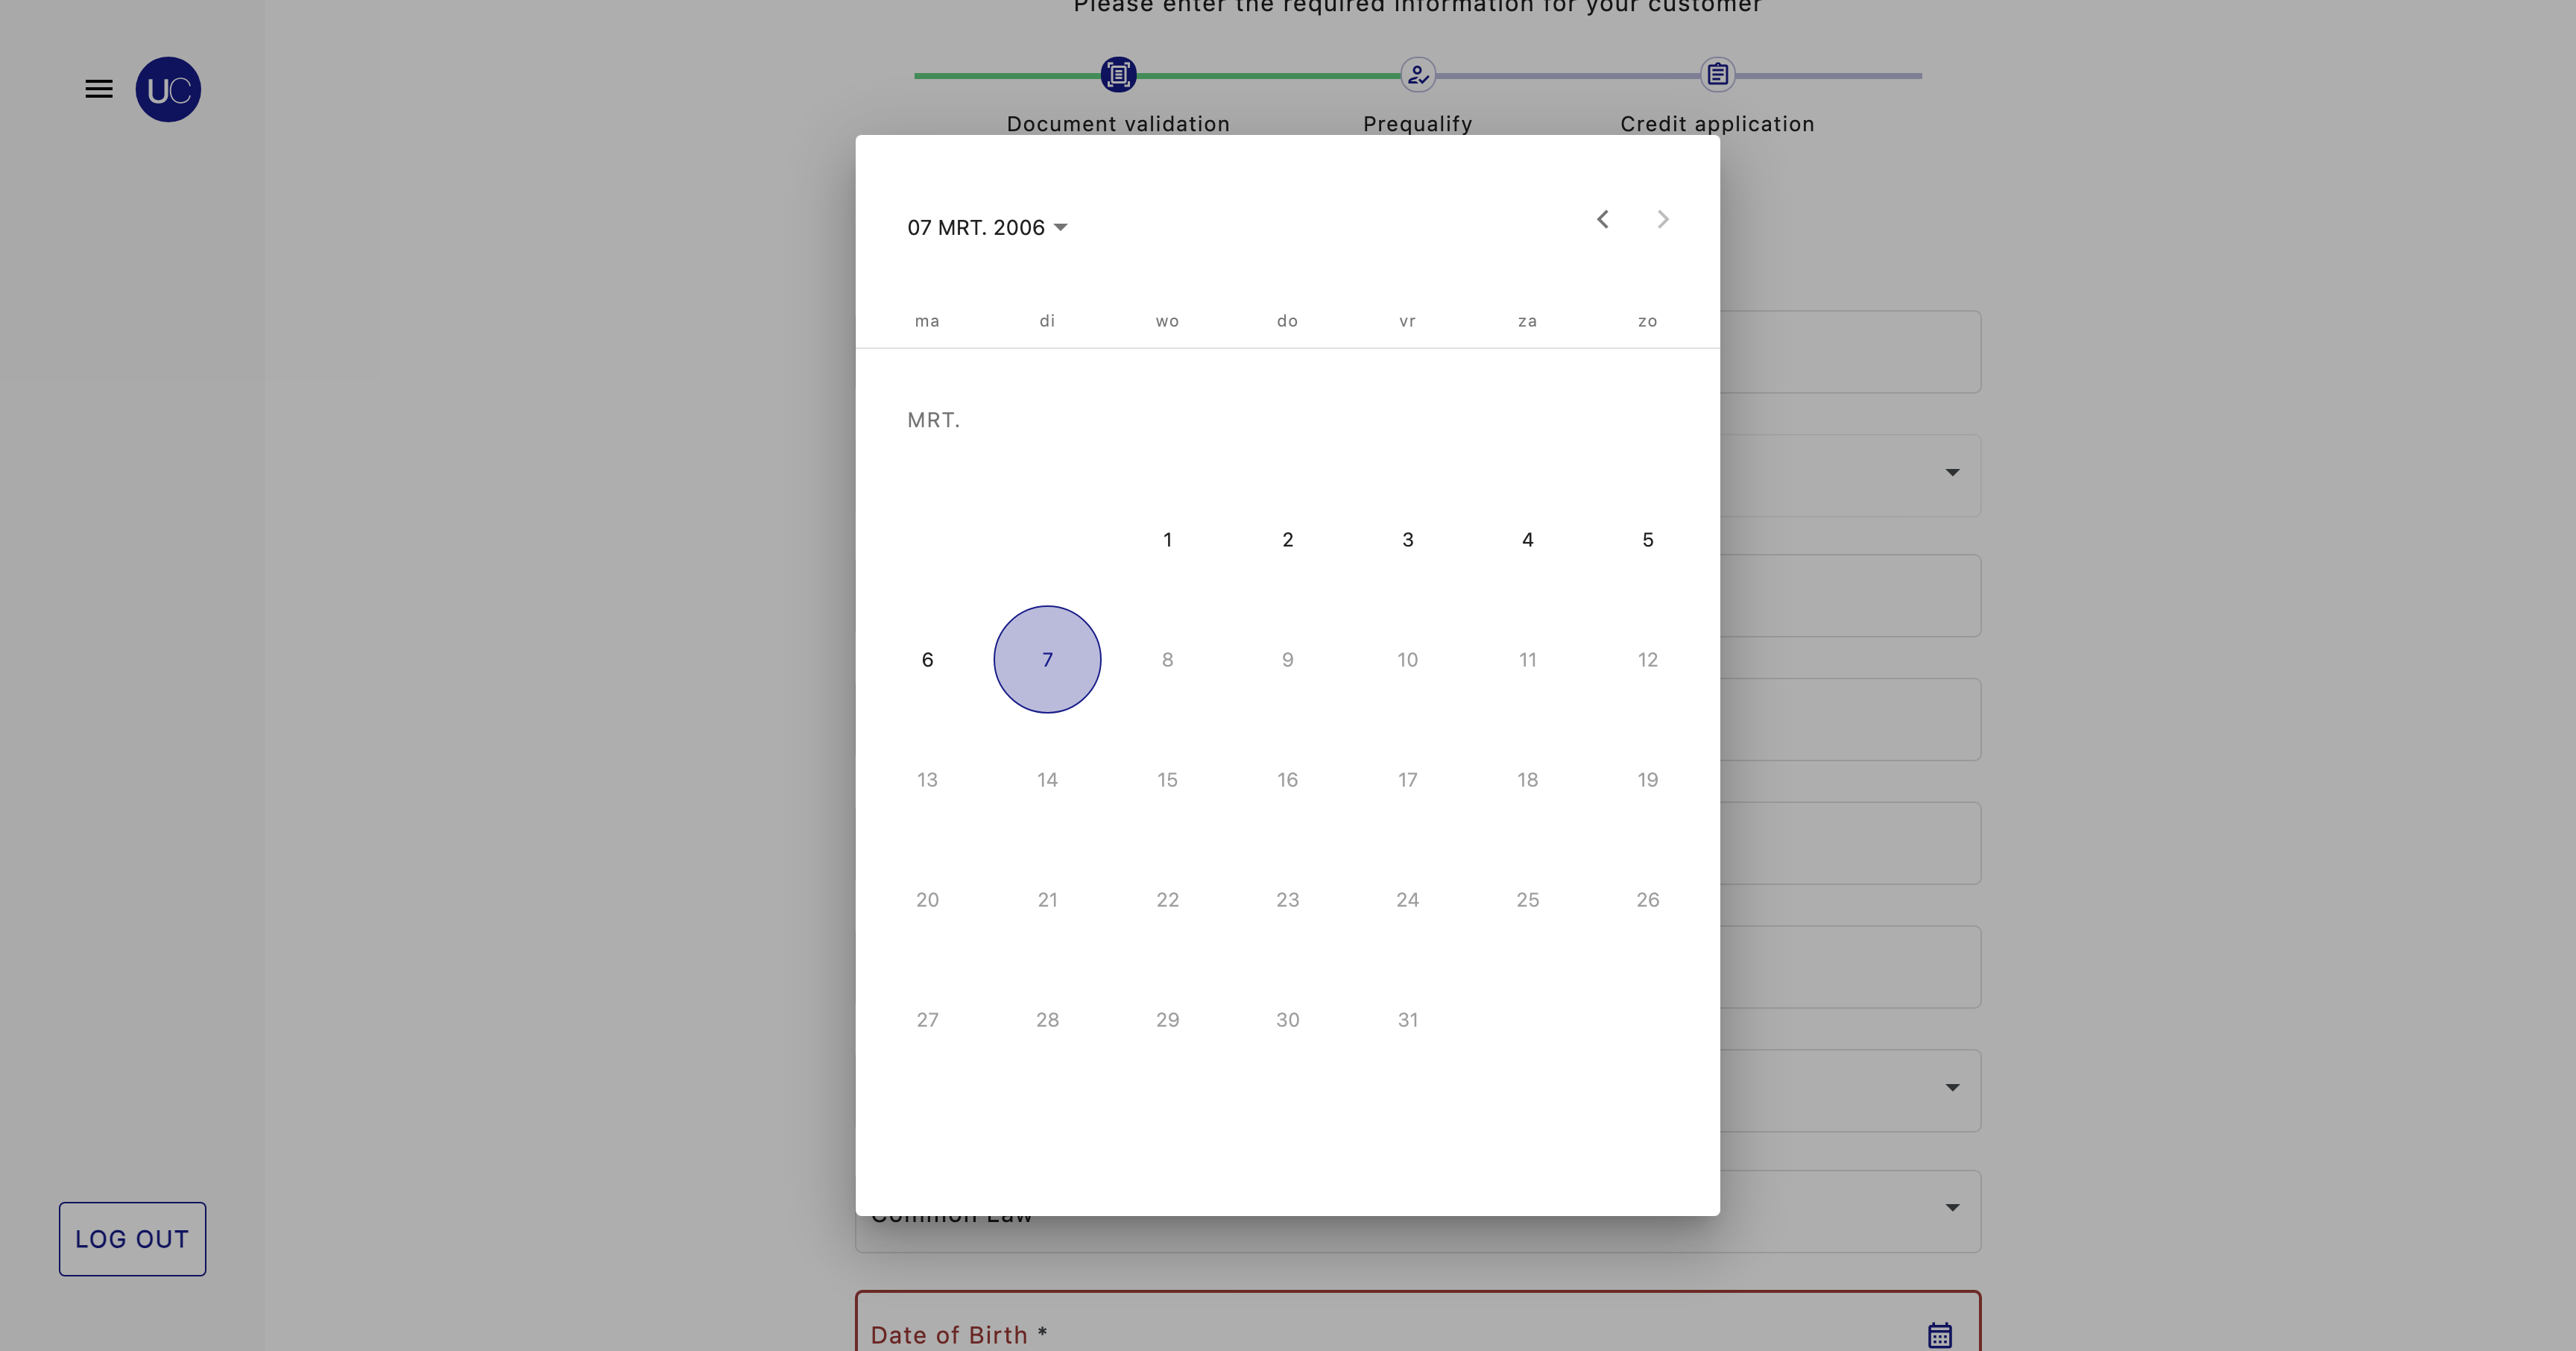 Please enter the required information for your customer
UC
Document validation
Prequalify
Credit application
07 MRT. 2006
ma di wo do vr za zo
MRT.
1 2 3 4 5
6 7 8 9 10 11 12
13 14 15 16 17 18 19
20 21 22 23 24 25 26
27 28 29 30 31
Common Law
LOG OUT
Date of Birth *